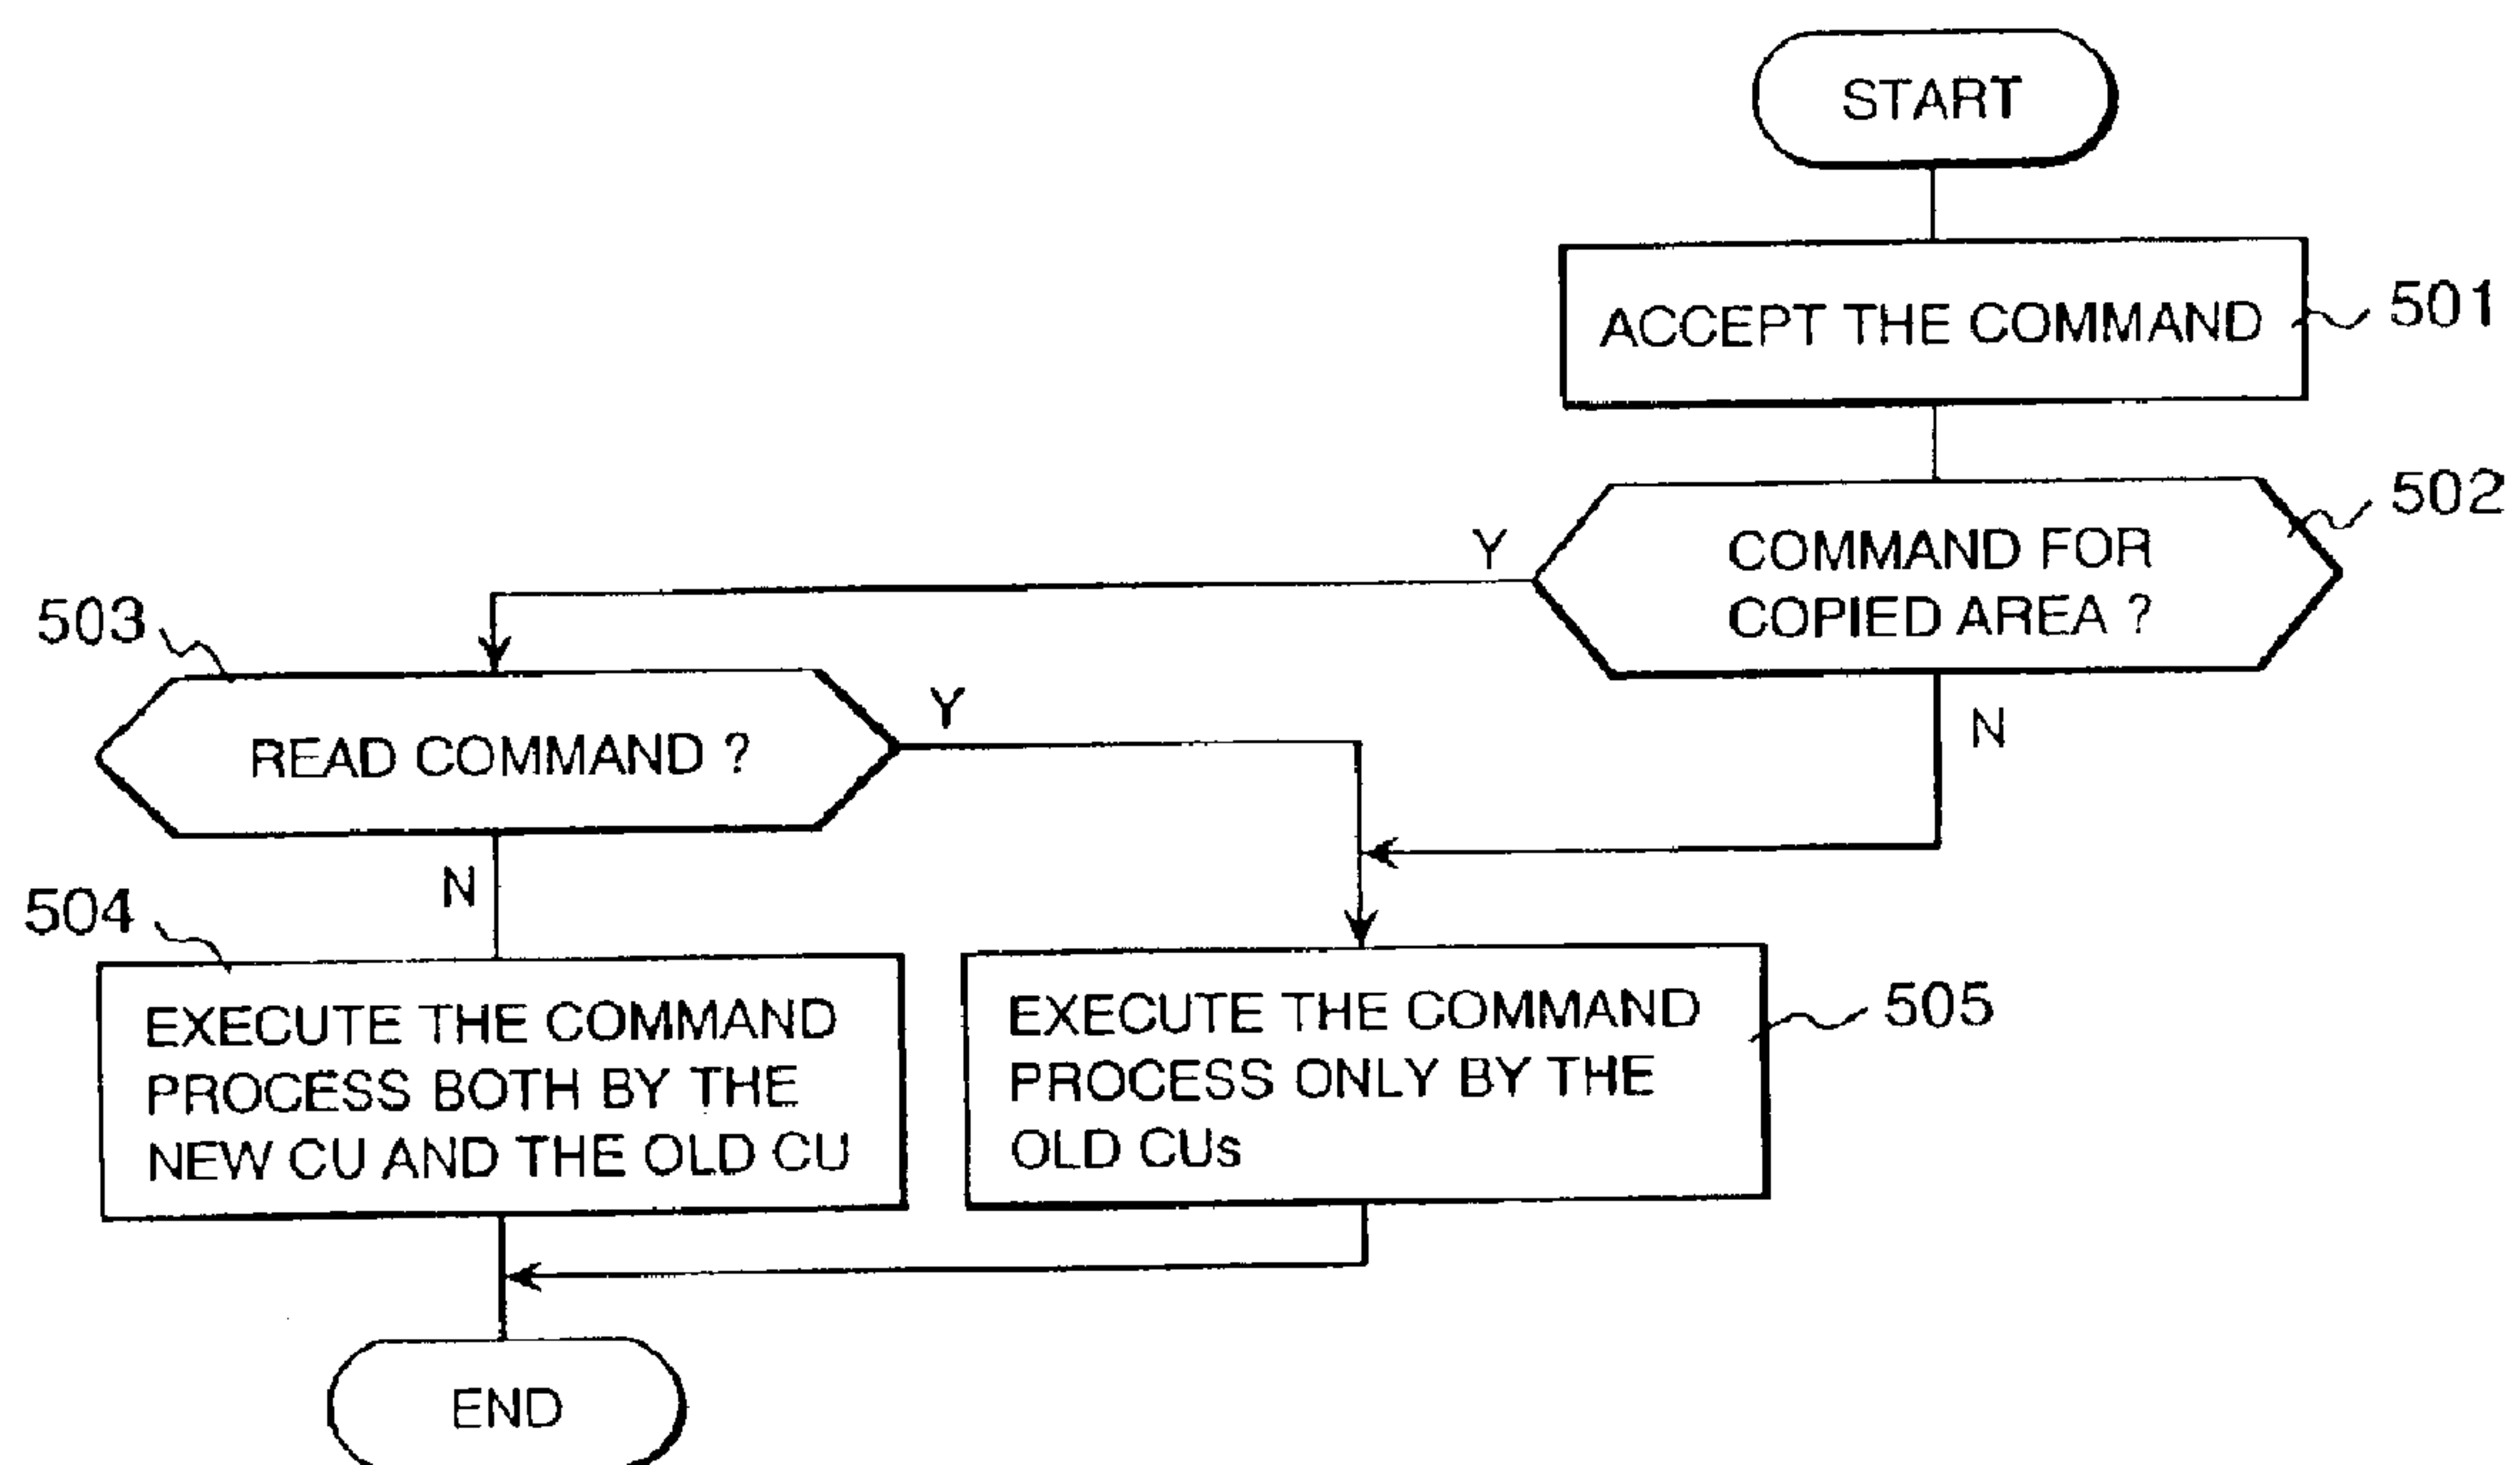 START
ACCEPT THE COMMAND
501
502
COMMAND FOR
COPIED AREA ?
Y
N
503
READ COMMAND ?
Y
N
504
EXECUTE THE COMMAND
PROCESS BOTH BY THE
NEW CU AND THE OLD CU
EXECUTE THE COMMAND
PROCESS ONLY BY THE
OLD CUs
505
END